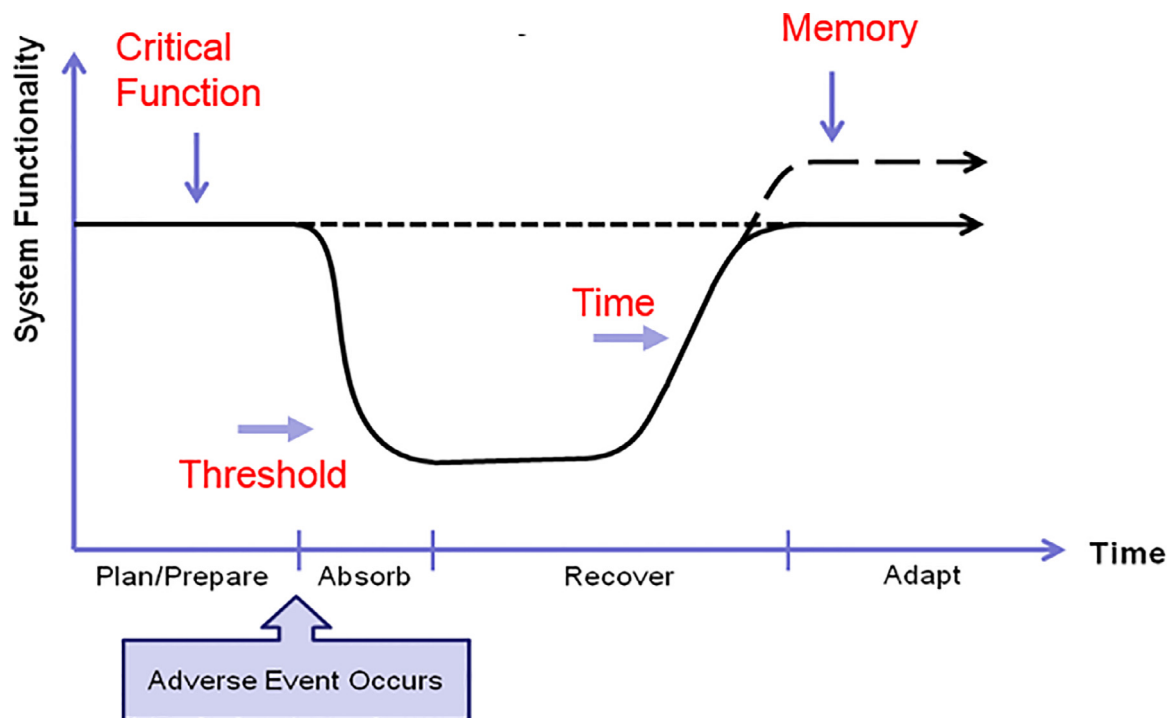 Critical
Function
Memory
System Functionality
Time
Threshold
Time
Plan/Prepare
Absorb
Recover
Adapt
Adverse Event Occurs